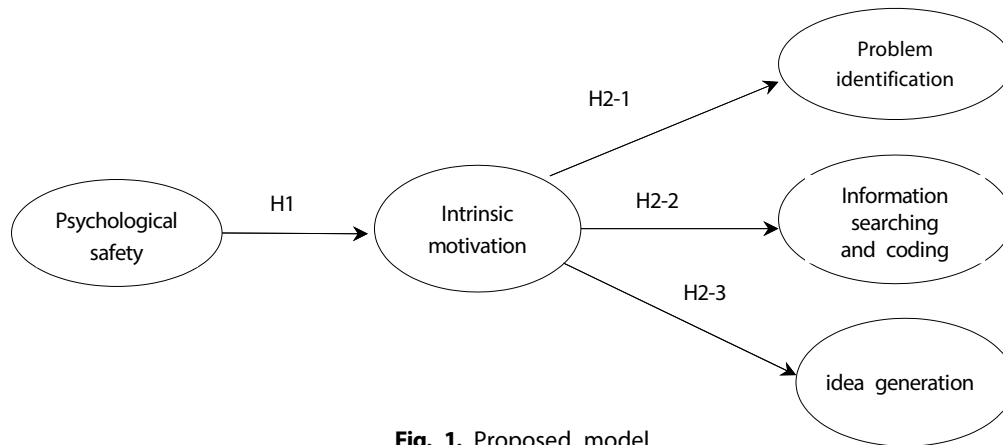 Psychological
safety
H1
Intrinsic
motivation
H2-1
H2-2
H2-3
Problem
identification
Information
searching
and coding
idea generation
Fig. 1. Proposed model